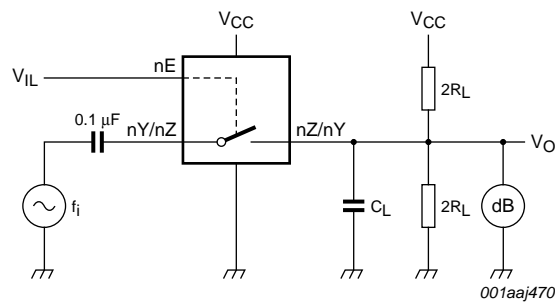 VCC
VCC
nE
VIL
2RL
0.1 μF
nY/nZ
nZ/nY
VO
fi
CL
2RL
dB
001aaj470